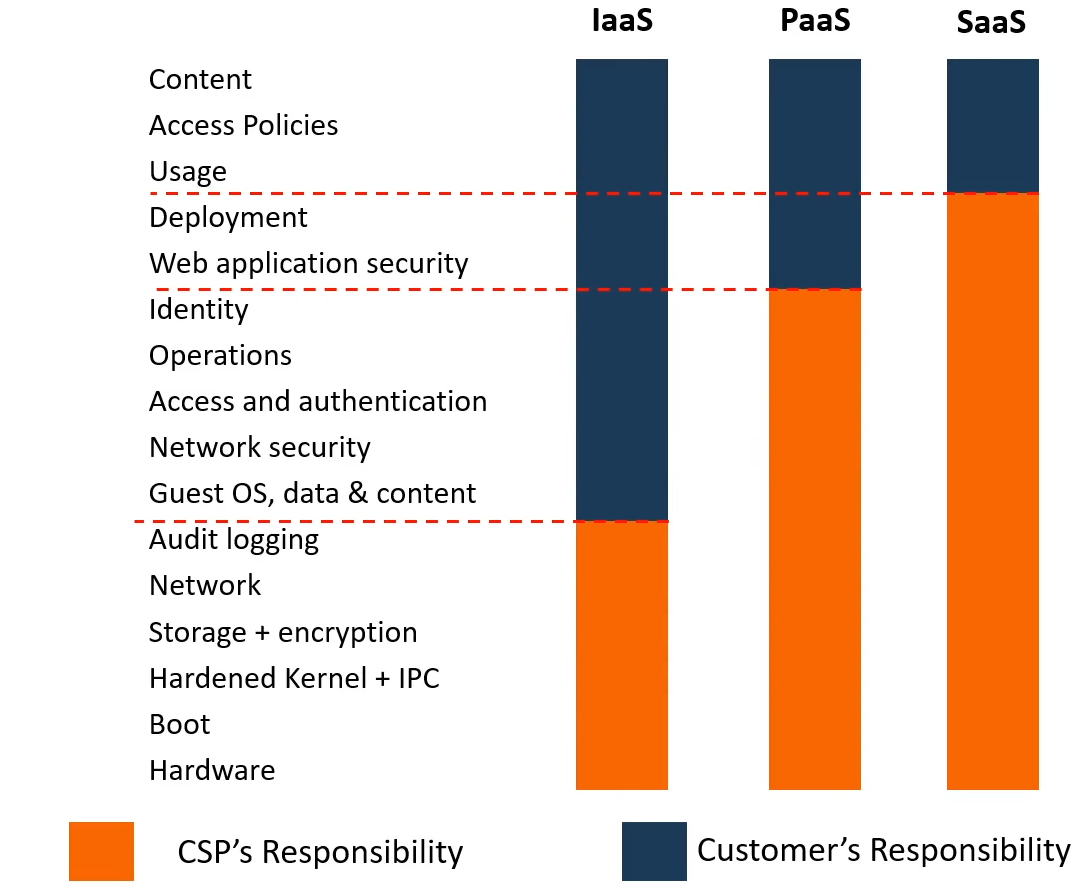 IaaS PaaS SaaS
Content
Access Policies
Usage
Deployment
Web application security
Identity
Operations
Access and authentication
Network security
Guest OS, data & content
Audit logging
Network
Storage + encryption
Hardened Kernel + IPC
Boot
Hardware
CSP’s Responsibility Customer’s Responsibility